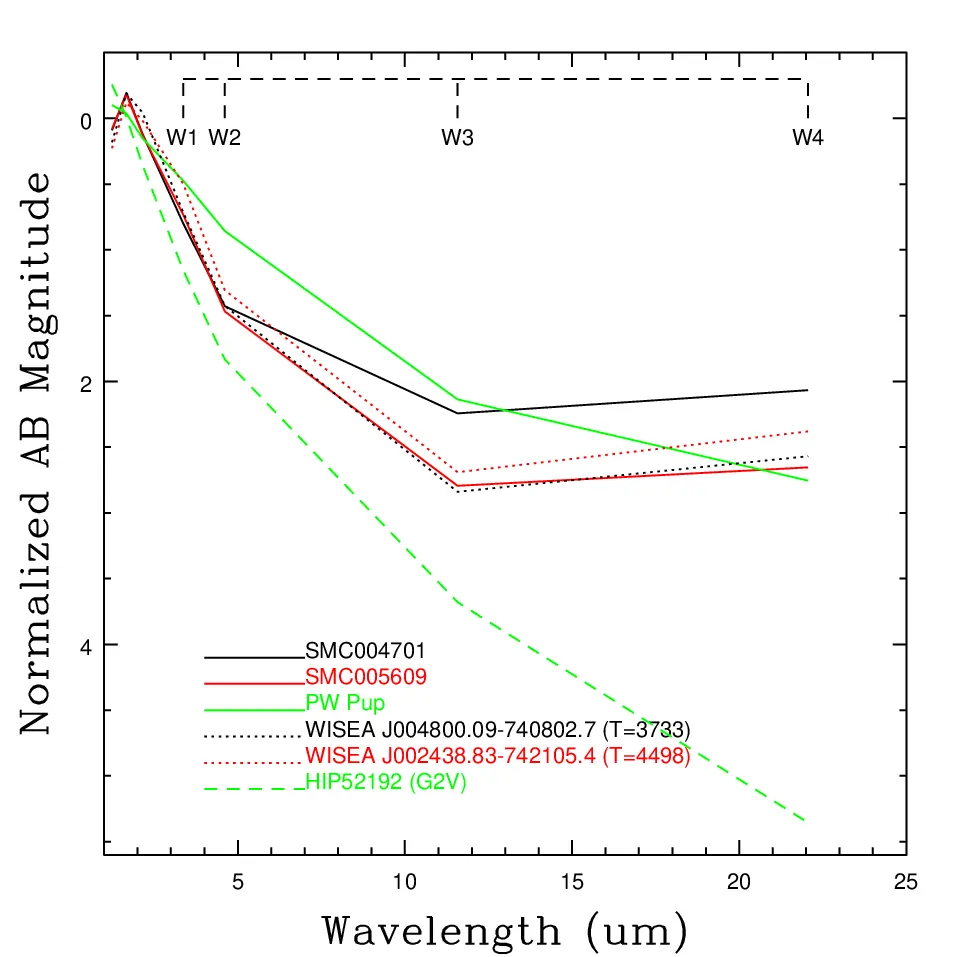 0
W1 W2 W3 W4
2
4
Normalized AB Magnitude
SMC004701
SMC005609
PW Pup
WISEA J004800.09-740802.7 (T=3733)
WISEA J002438.83-742105.4 (T=4498)
HIP52192 (G2V)
5 10 15 20 25
Wavelength (um)